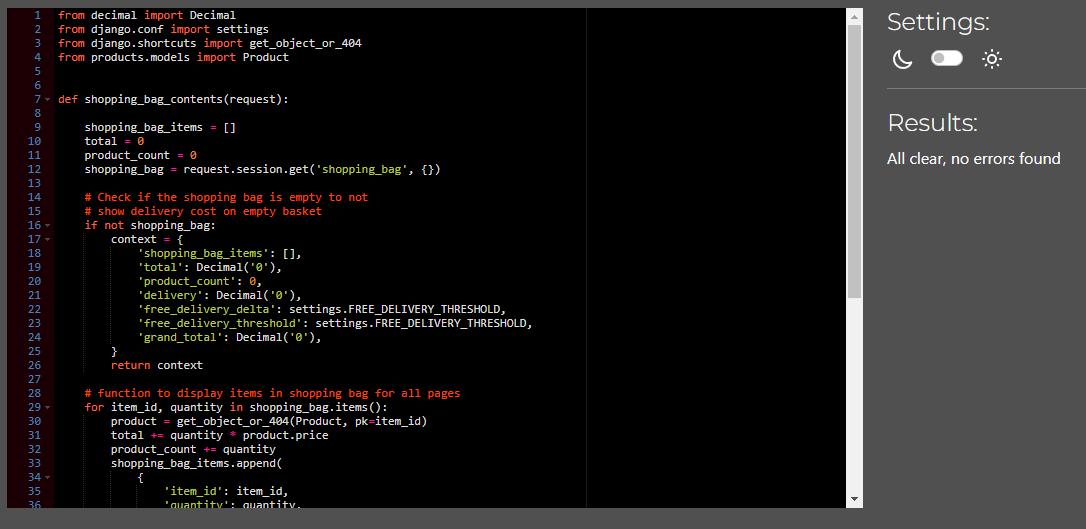 1 from decimal import Decimal
2 from django.conf import settings
3 from django.shortcuts import get_object_or_404
4 from products.models import Product
5
6
7 def shopping_bag_contents(request):
8
9 shopping_bag_items = []
10 total = 0
11 product_count = 0
12 shopping_bag = request.session.get('shopping_bag', {})
13
14 # Check if the shopping bag is empty to not
15 # show delivery cost on empty basket
16 if not shopping_bag:
17 context = {
18 'shopping_bag_items': [],
19 'total': Decimal('0'),
20 'product_count': 0,
21 'delivery': Decimal('0'),
22 'free_delivery_delta': settings.FREE_DELIVERY_THRESHOLD,
23 'free_delivery_threshold': settings.FREE_DELIVERY_THRESHOLD,
24 'grand_total': Decimal('0'),
25 }
26 return context
27
28 # function to display items in shopping bag for all pages
29 for item_id, quantity in shopping_bag.items():
30 product = get_object_or_404(Product, pk=item_id)
31 total += quantity * product.price
32 product_count += quantity
33 shopping_bag_items.append(
34 {
35 'item_id': item_id,
36 'quantity': quantity,
Settings:
Results:
All clear, no errors found